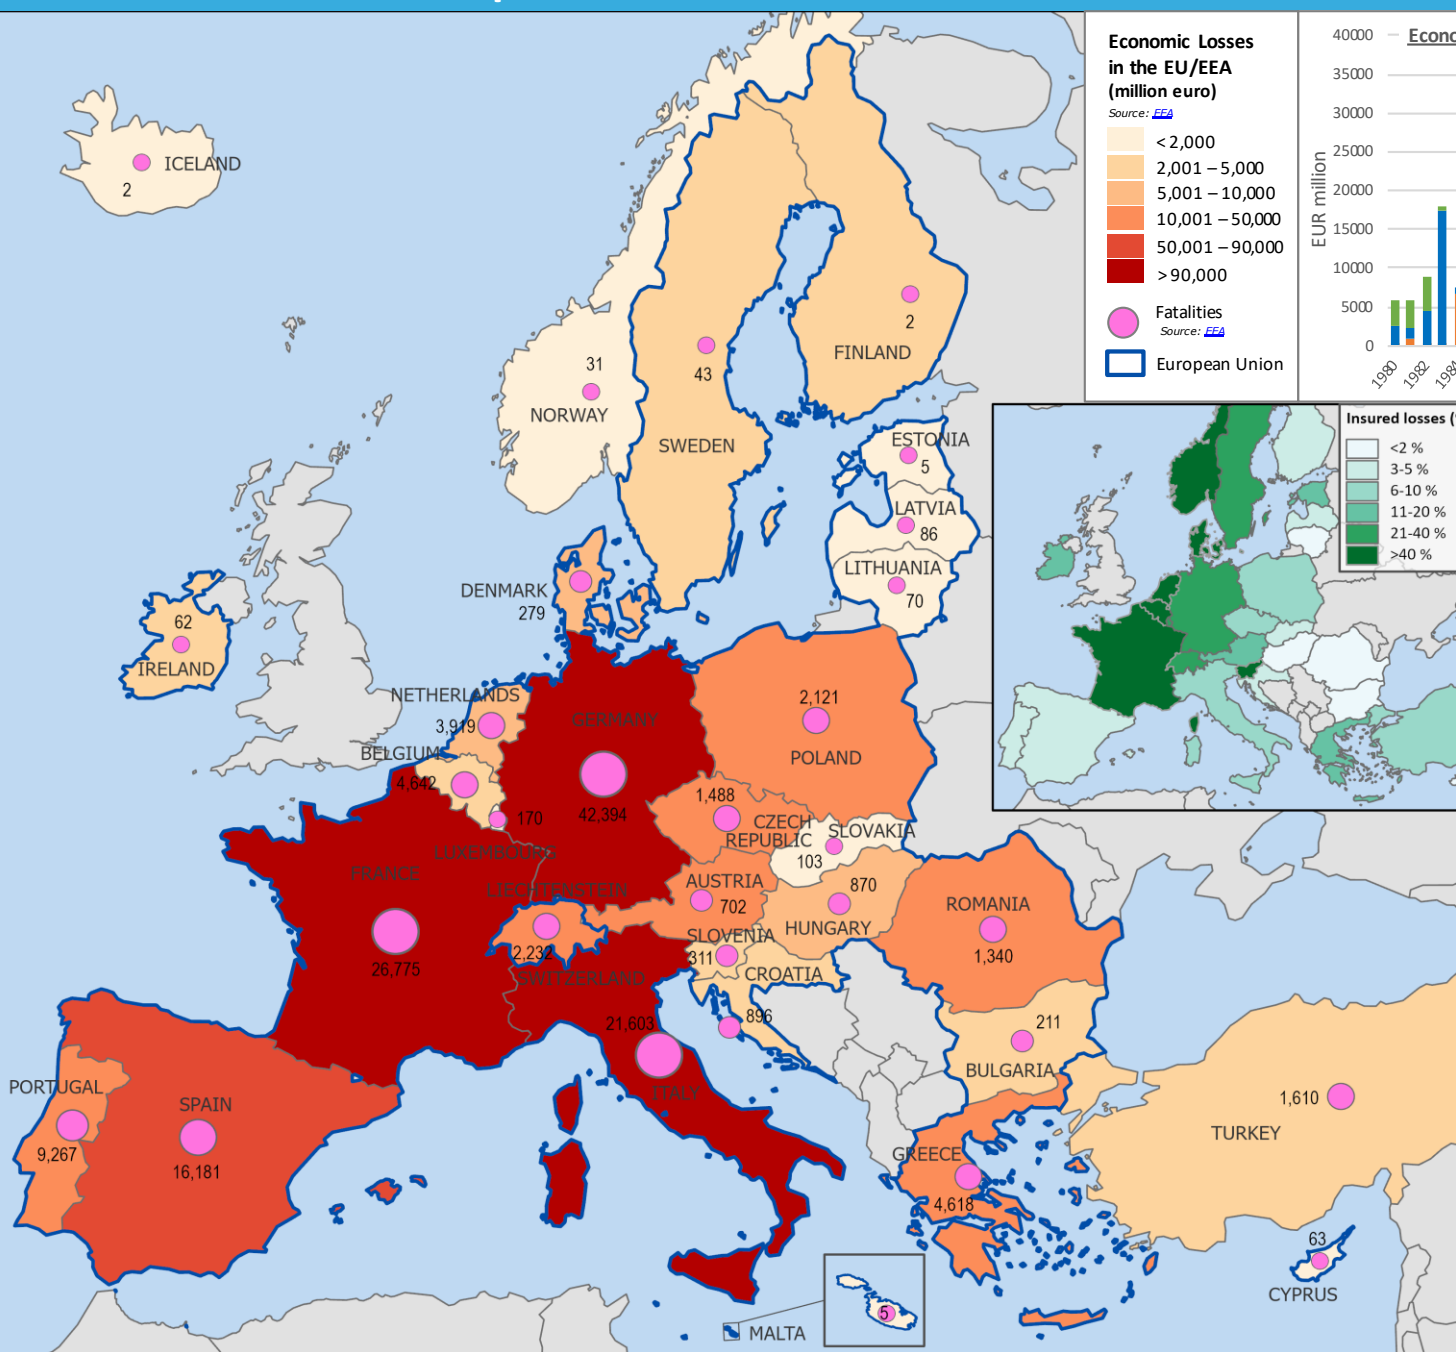 Economic Losses
in the EU/EEA
(million euro)
Source: EEA
<2,000
2,001 – 5,000
5,001 – 10,000
10,001 – 50,000
50,001 – 90,000
>90,000
Fatalities
Source: EEA
European Union
40000
35000
30000
25000
20000
15000
10000
5000
0
EUR million
1980
1982
Insured losses
<2 %
3-5 %
6-10 %
11-20 %
21-40 %
>40 %
ICELAND
2
31
NORWAY
43
SWEDEN
2
FINLAND
ESTONIA
5
LATVIA
86
LITHUANIA
70
DENMARK
279
62
IRELAND
NETHERLANDS
3,919
BELGIUM
4,642
170
LUXEMBOURG
GERMANY
42,394
2,121
POLAND
1,488
CZECH
REPUBLIC
SLOVAKIA
103
FRANCE
26,775
LIECHTENSTEIN
2,232
SWITZERLAND
AUSTRIA
702
870
HUNGARY
SLOVENIA
311
CROATIA
896
ROMANIA
1,340
211
BULGARIA
21,603
ITALY
PORTUGAL
9,267
SPAIN
16,181
GREECE
4,618
1,610
TURKEY
63
CYPRUS
5
MALTA